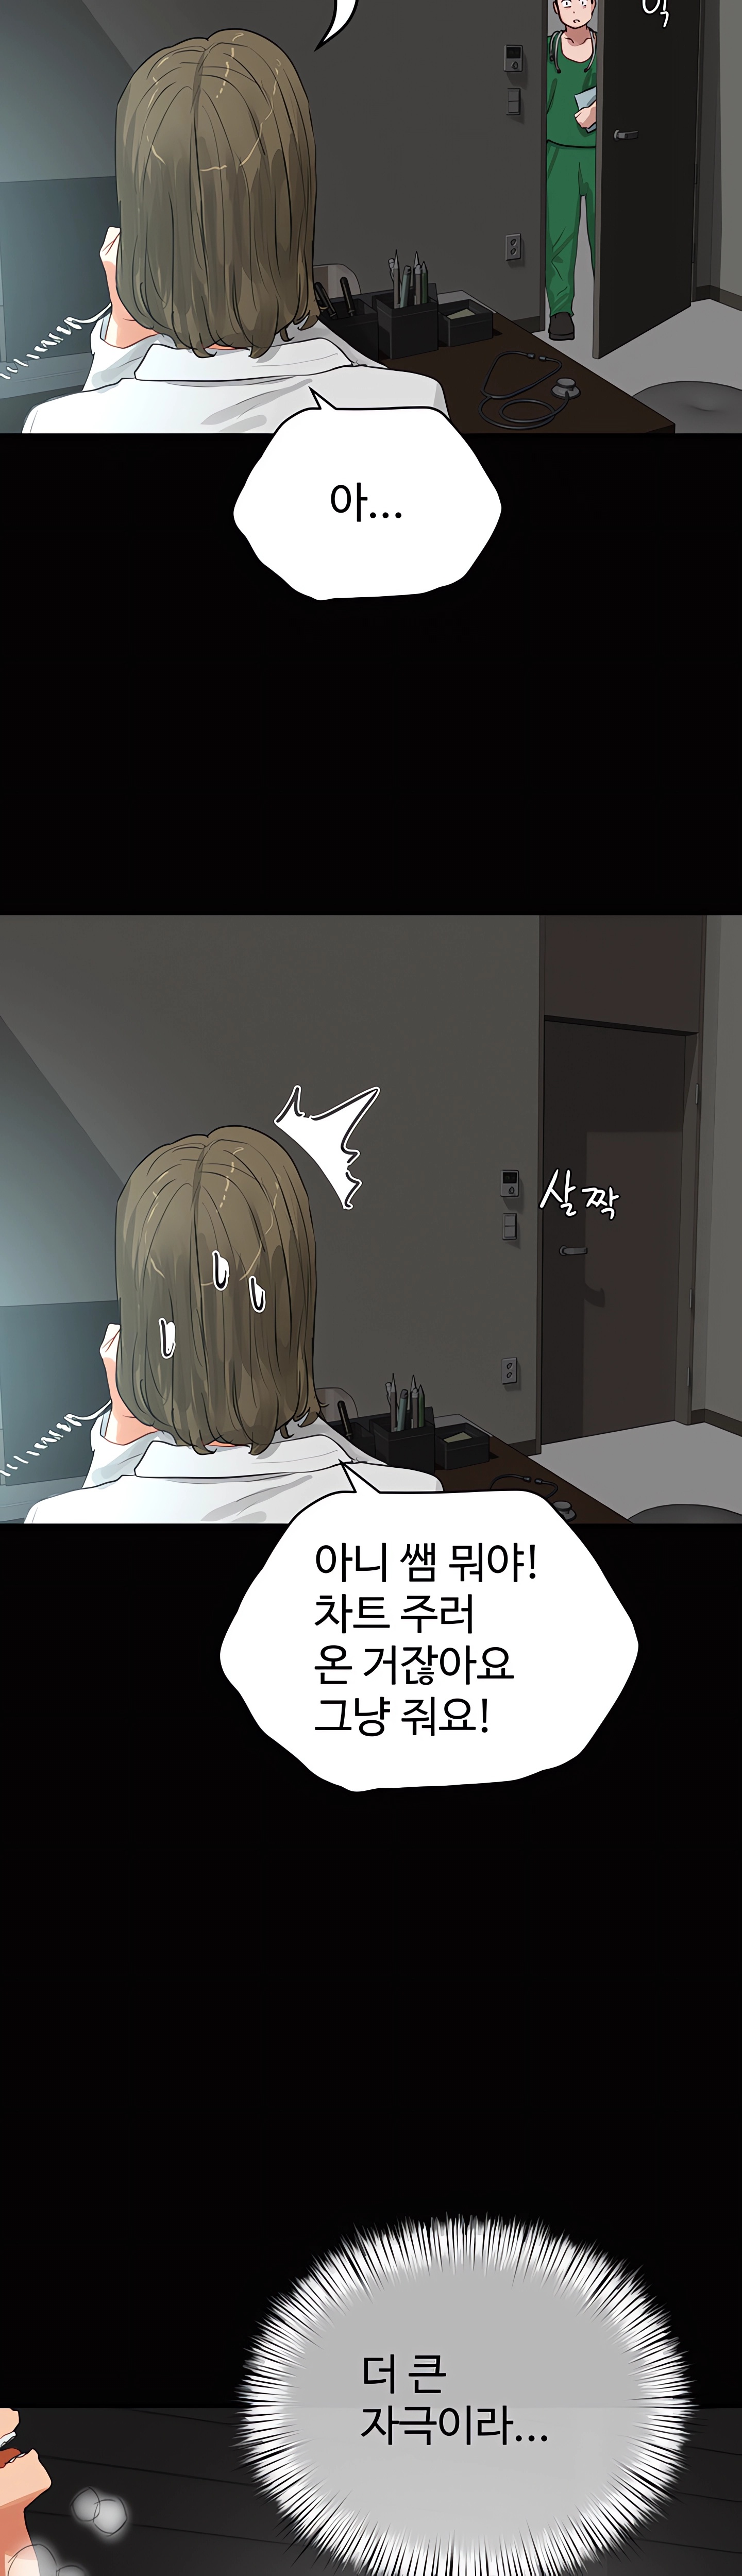 아...
살짝
아니 쌤 뭐야!
차트 주러
온 거잖아요
그냥 줘요!
더 큰
자극이라...